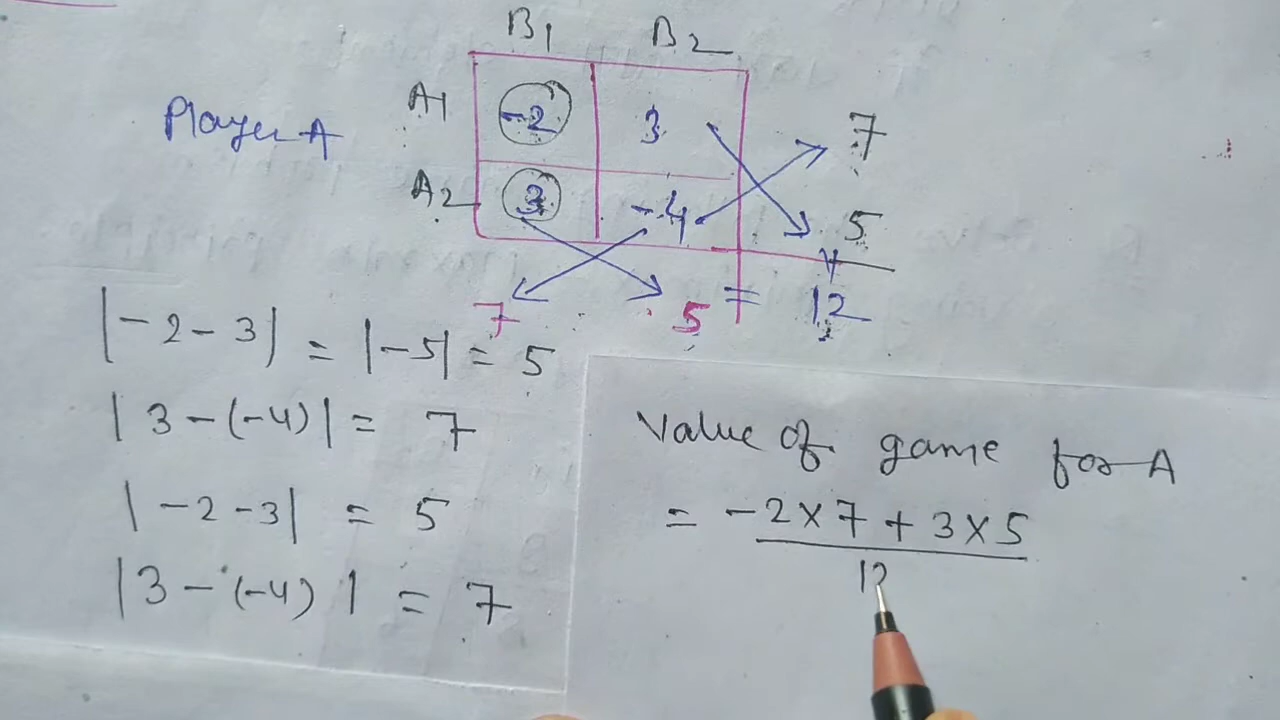 B1 B2
Player A A1 -2 3 7
A2 3 -4 5
7 5 = 12
|-2-3| = |-5| = 5
|3-(-4)| = 7
|-2-3| = 5
|3-(-4)| = 7
Value of game for A
= -2×7+3×5
12